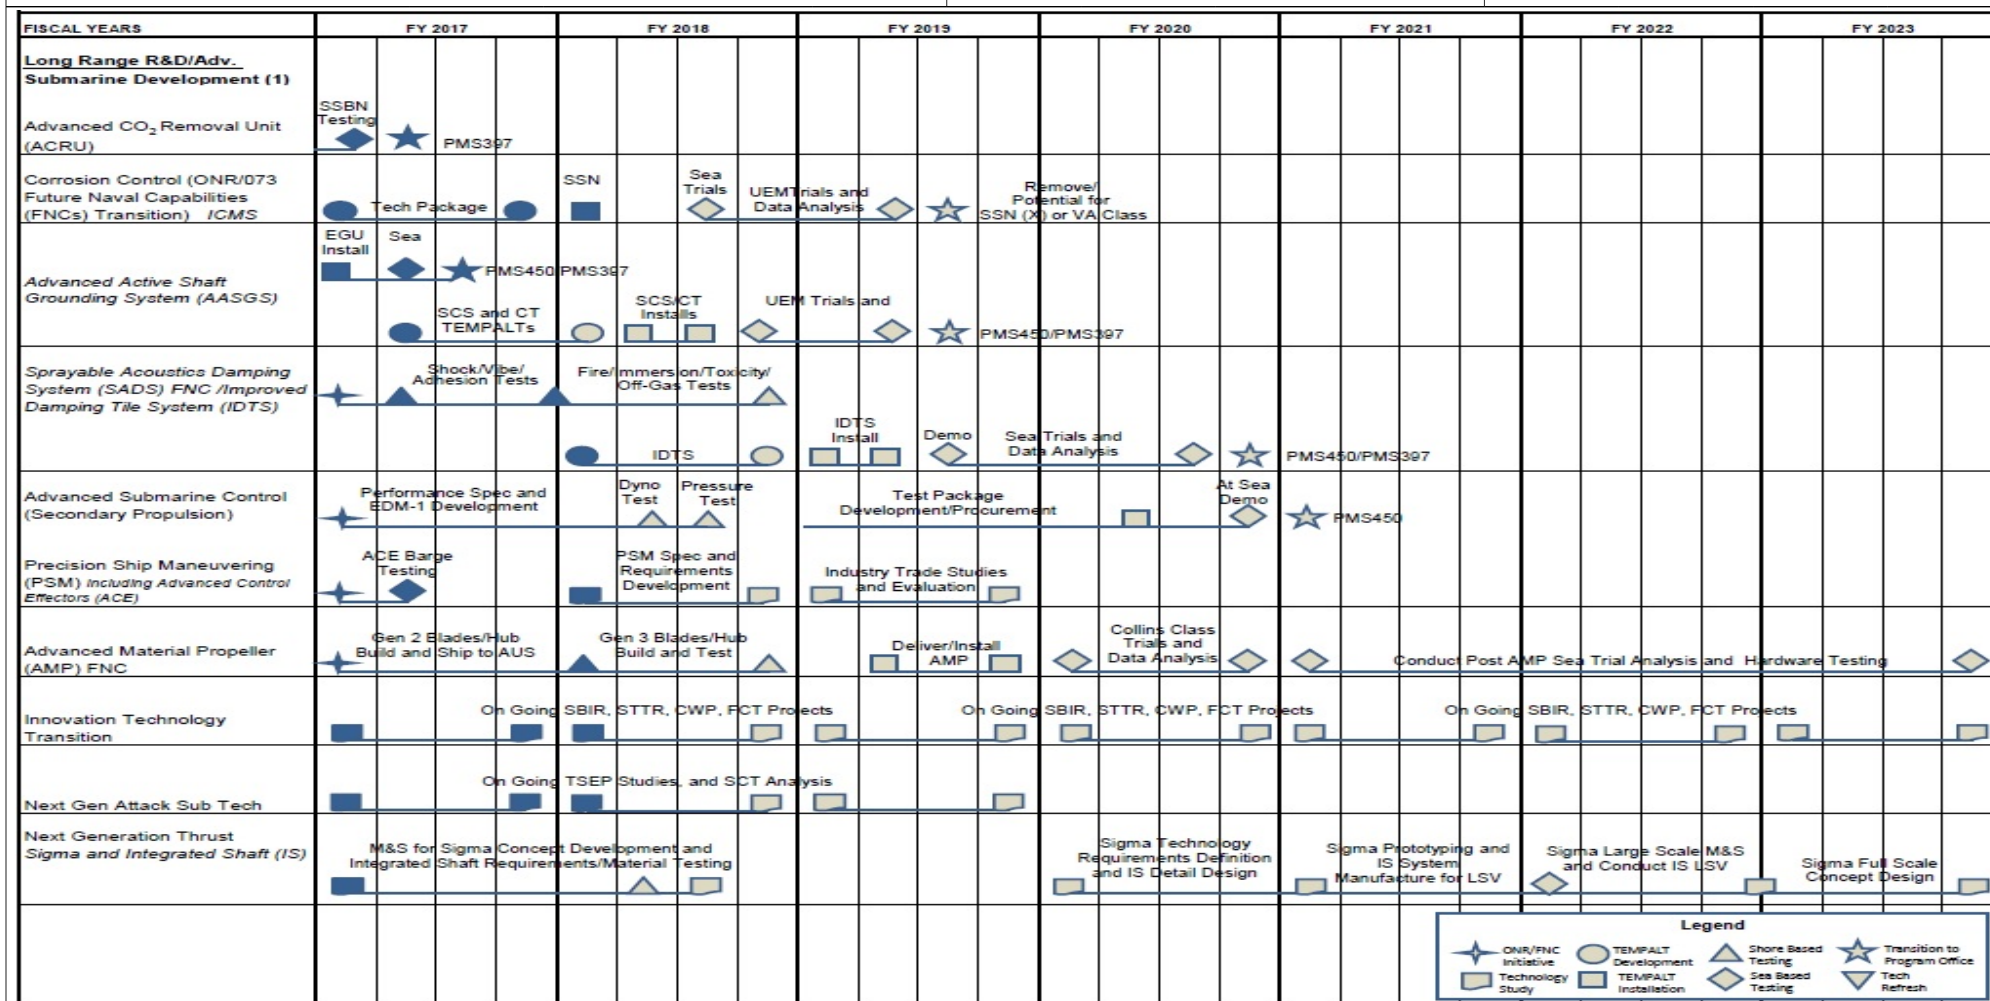 FISCAL YEARS FY 2017 FY 2018 FY 2019 FY 2020 FY 2021 FY 2022 FY 2023
Long Range R&D/Adv.
Submarine Development (1)
Advanced CO₂ Removal Unit
(ACRU)
SSBN
Testing
PMS397
Corrosion Control (ONR/073
Future Naval Capabilities
(FNCs) Transition) ICMS
Tech Package
SSN
Sea
Trials
UEMTrials and
Data Analysis
Remove/
Potential for
SSN (X) or VA Class
Advanced Active Shaft
Grounding System (AASGS)
EGU
Install
Sea
PMS450/PMS397
SCS and CT
TEMPALTs
SCS/CT
Installs
UEM Trials and
PMS450/PMS397
Sprayable Acoustics Damping
System (SADS) FNC /Improved
Damping Tile System (IDTS)
Shock/Vibe/
Adhesion Tests
Fire/Immersion/Toxicity/
Off-Gas Tests
IDTS
IDTS
Install
Demo
Sea Trials and
Data Analysis
PMS450/PMS397
Advanced Submarine Control
(Secondary Propulsion)
Performance Spec and
EDM-1 Development
Dyno
Test
Pressure
Test
Test Package
Development/Procurement
At Sea
Demo
PMS450
Precision Ship Maneuvering
(PSM) Including Advanced Control
Effectors (ACE)
ACE Barge
Testing
PSM Spec and
Requirements
Development
Industry Trade Studies
and Evaluation
Advanced Material Propeller
(AMP) FNC
Gen 2 Blades/Hub
Build and Ship to AUS
Gen 3 Blades/Hub
Build and Test
Deliver/Install
AMP
Collins Class
Trials and
Data Analysis
Conduct Post AMP Sea Trial Analysis and Hardware Testing
Innovation Technology
Transition
On Going SBIR, STTR, CWP, FCT Projects
On Going SBIR, STTR, CWP, FCT Projects
On Going SBIR, STTR, CWP, FCT Projects
Next Gen Attack Sub Tech
On Going TSEP Studies, and SCT Analysis
Next Generation Thrust
Sigma and Integrated Shaft (IS)
M&S for Sigma Concept Development and
Integrated Shaft Requirements/Material Testing
Sigma Technology
Requirements Definition
and IS Detail Design
Sigma Prototyping and
IS System
Manufacture for LSV
Sigma Large Scale M&S
and Conduct IS LSV
Sigma Full Scale
Concept Design
Legend
ONR/FNC
Initiative
TEMPALT
Development
Shore Based
Testing
Transition to
Program Office
Technology
Study
TEMPALT
Installation
Sea Based
Testing
Tech
Refresh